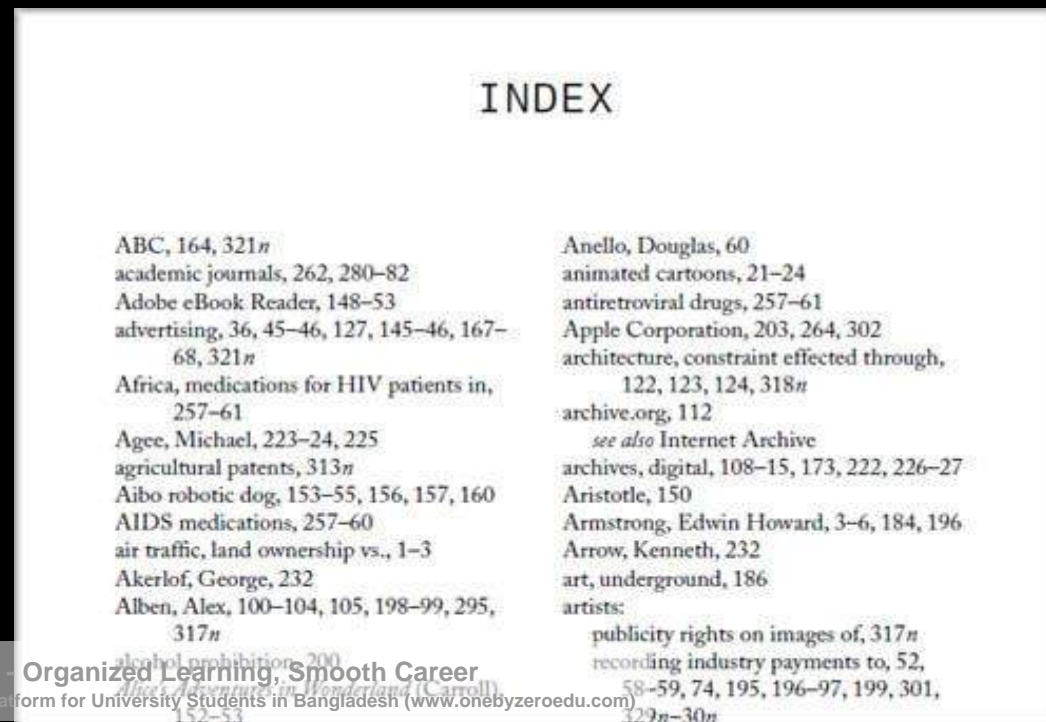 INDEX
ABC, 164, 321n
academic journals, 262, 280–82
Adobe eBook Reader, 148–53
advertising, 36, 45–46, 127, 145–46, 167–
68, 321n
Africa, medications for HIV patients in,
257–61
Agee, Michael, 223–24, 225
agricultural patents, 313n
Aibo robotic dog, 153–55, 156, 157, 160
AIDS medications, 257–60
air traffic, land ownership vs., 1–3
Akerlof, George, 232
Alben, Alex, 100–104, 105, 198–99, 295,
317n
alcohol prohibition, 200
Alice's Adventures in Wonderland (Carroll)
152–53
Anello, Douglas, 60
animated cartoons, 21–24
antiretroviral drugs, 257–61
Apple Corporation, 203, 264, 302
architecture, constraint effected through,
122, 123, 124, 318n
archive.org, 112
see also Internet Archive
archives, digital, 108–15, 173, 222, 226–27
Aristotle, 150
Armstrong, Edwin Howard, 3–6, 184, 196
Arrow, Kenneth, 232
art, underground, 186
artists:
publicity rights on images of, 317n
recording industry payments to, 52,
58–59, 74, 195, 196–97, 199, 301,
329n–30n
- Organized Learning, Smooth Career
atform for University Students in Bangladesh (www.onebyzeroedu.com)